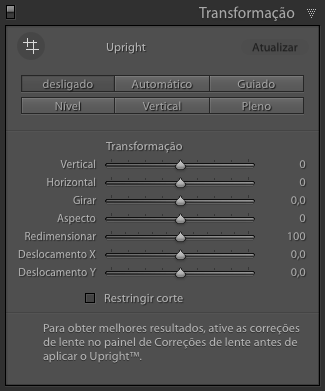 Transformação
Upright Atualizar
desligado Automático Guiado
Nível Vertical Pleno
Transformação
Vertical 0
Horizontal 0
Girar 0,0
Aspecto 0
Redimensionar 100
Deslocamento X 0,0
Deslocamento Y 0,0
Restringir corte
Para obter melhores resultados, ative as correções
de lente no painel de Correções de lente antes de
aplicar o Upright™.